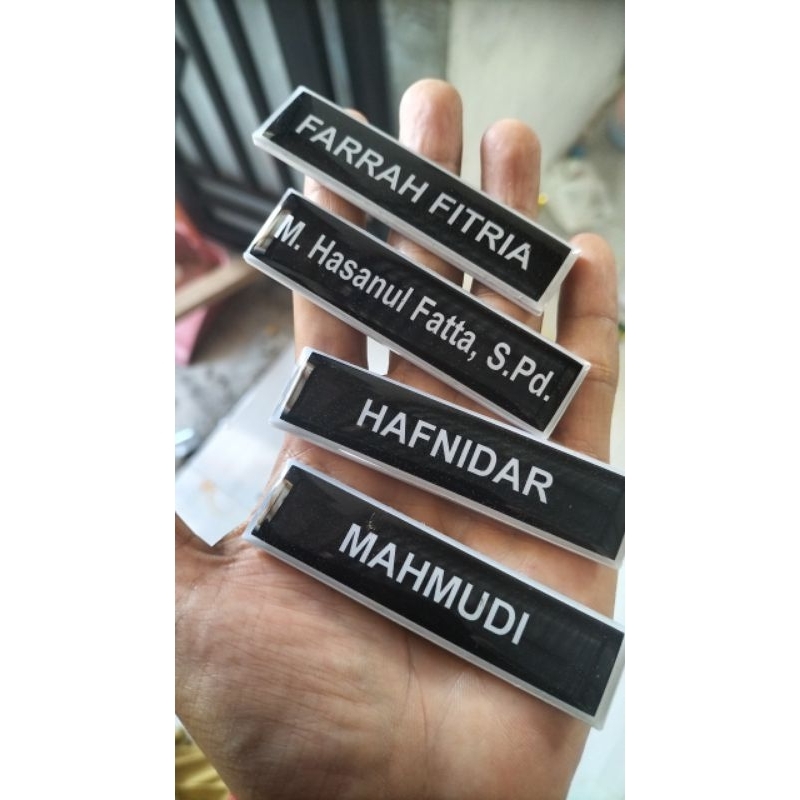 FARRAH FITRIA
M. Hasanul Fatta, S.Pd.
HAFNIDAR
MAHMUDI